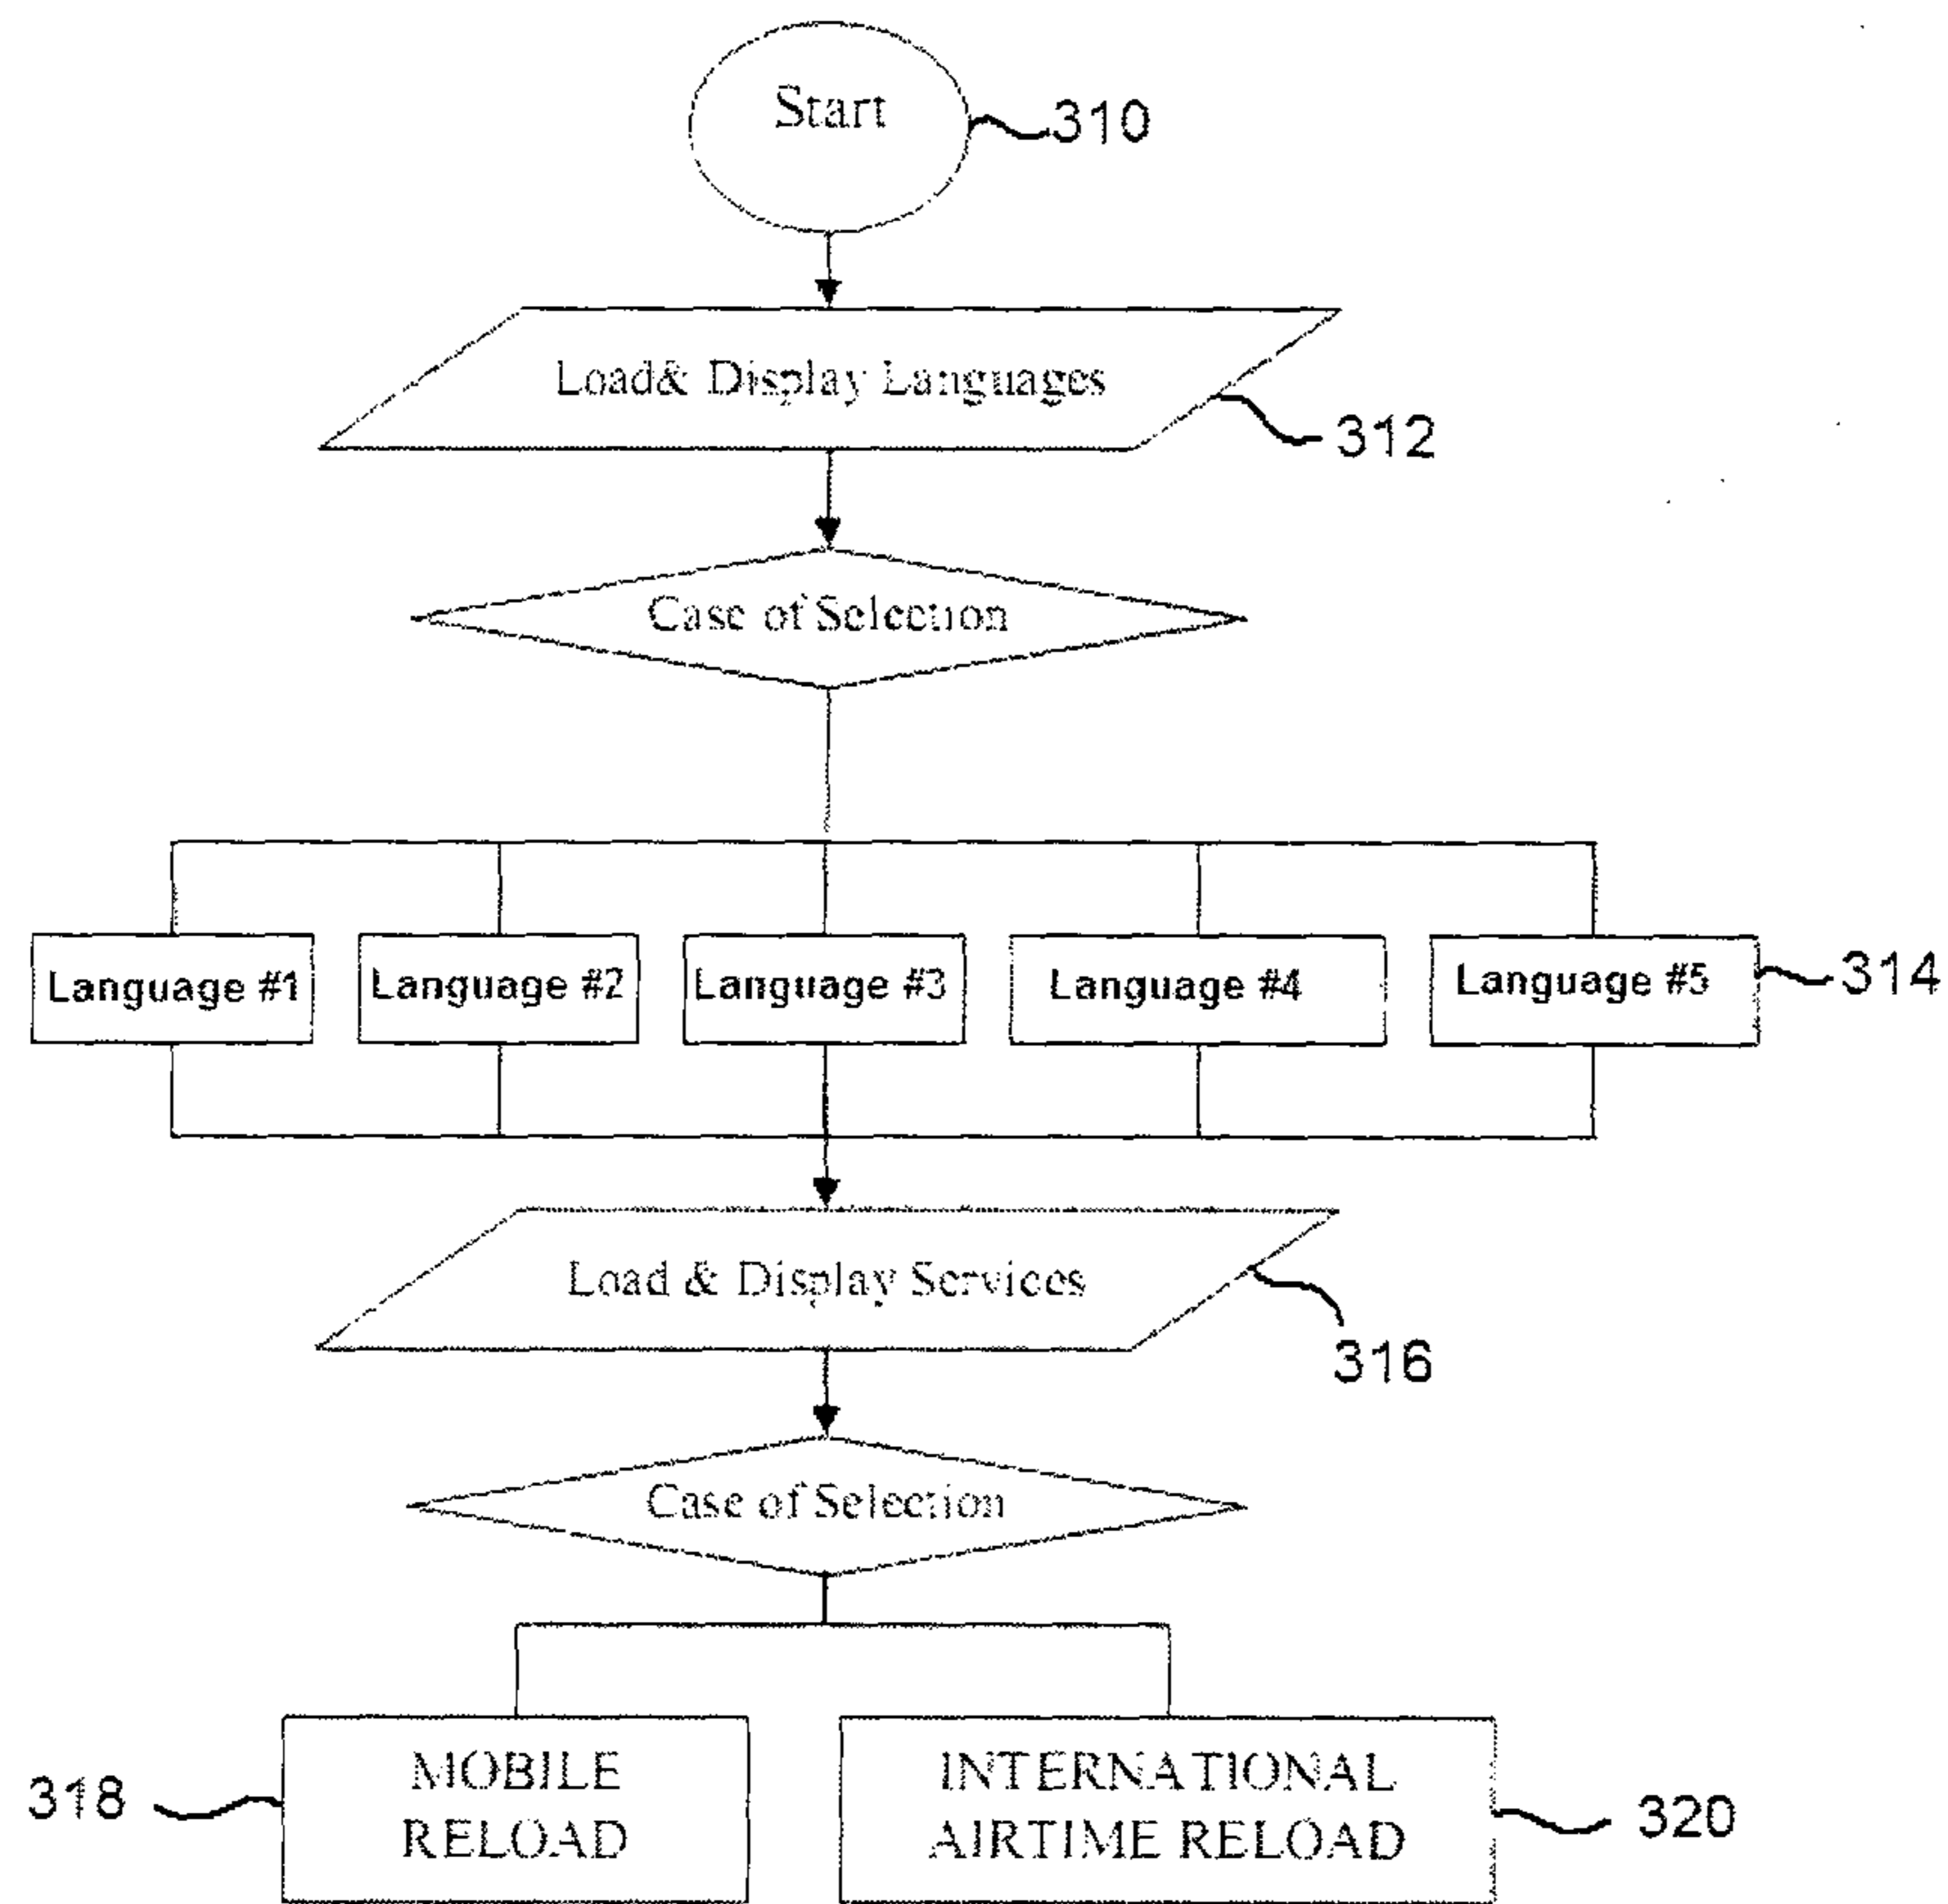 Start
310
Load& Display Languages
312
Case of Selection
Language #1 Language #2 Language #3 Language #4 Language #5 314
Load & Display Services
316
Case of Selection
318 MOBILE RELOAD
INTERNATIONAL AIRTIME RELOAD 320